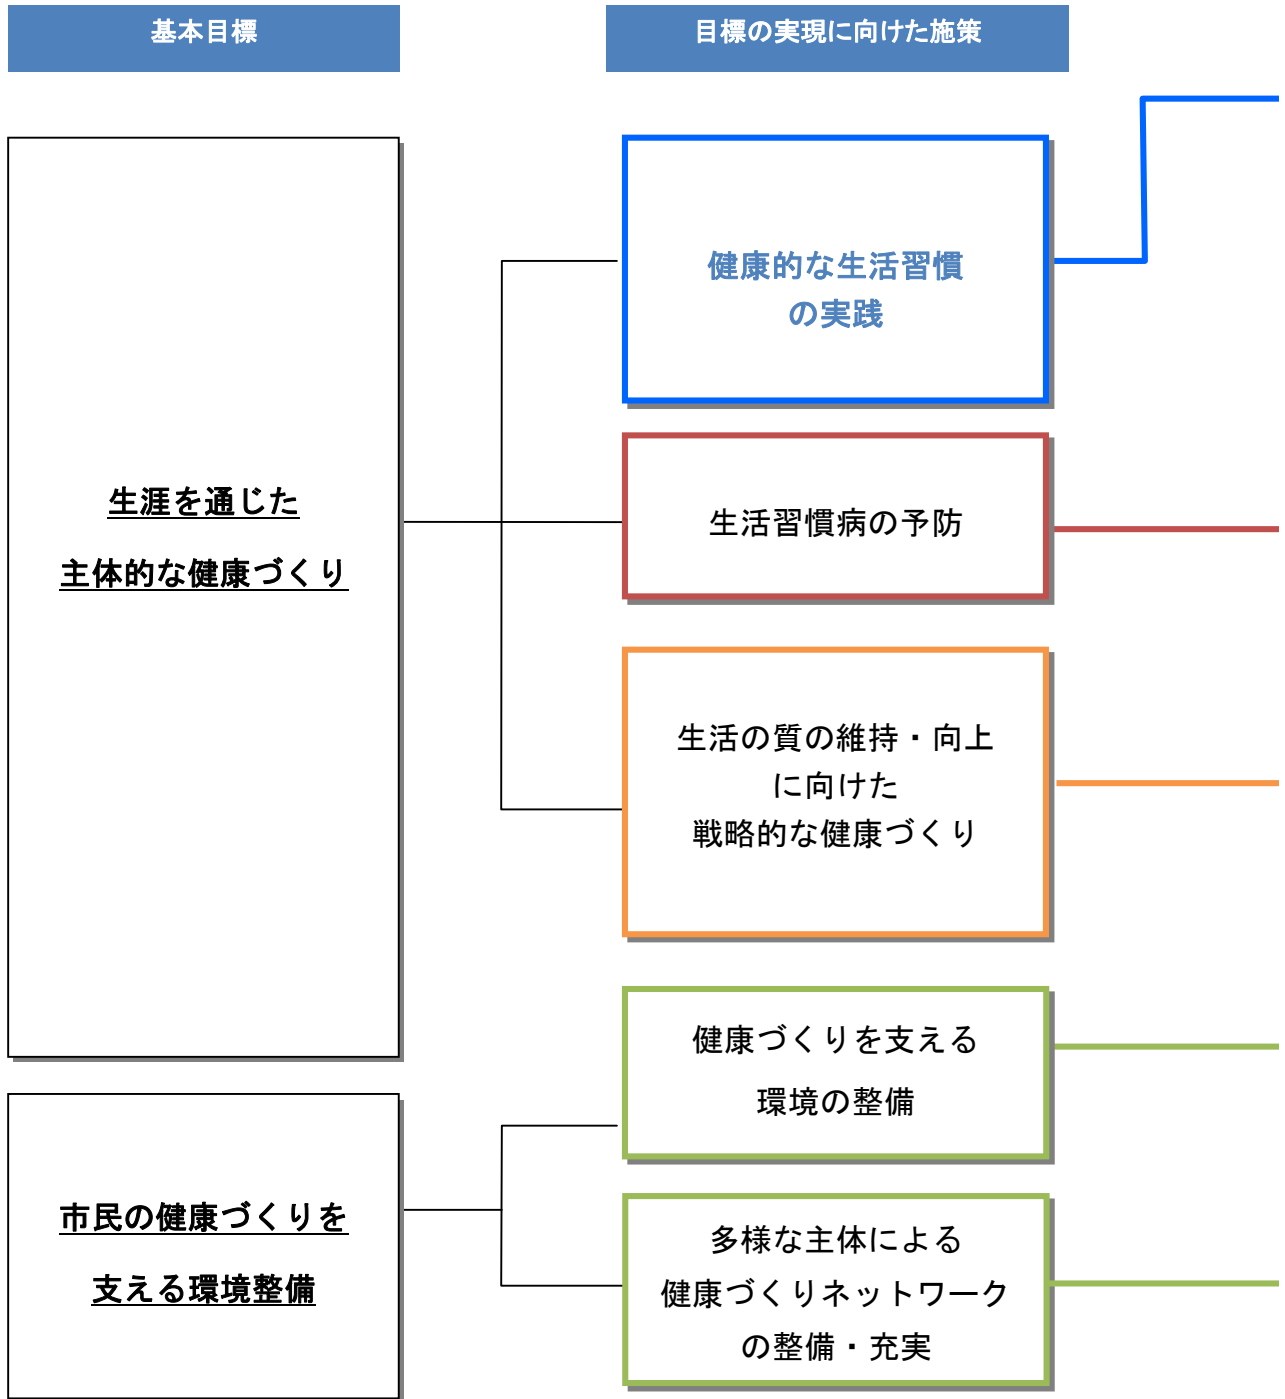 基本目標
目標の実現に向けた施策
生涯を通じた
主体的な健康づくり
健康的な生活習慣
の実践
生活習慣病の予防
生活の質の維持・向上
に向けた
戦略的な健康づくり
市民の健康づくりを
支える環境整備
健康づくりを支える
環境の整備
多様な主体による
健康づくりネットワーク
の整備・充実